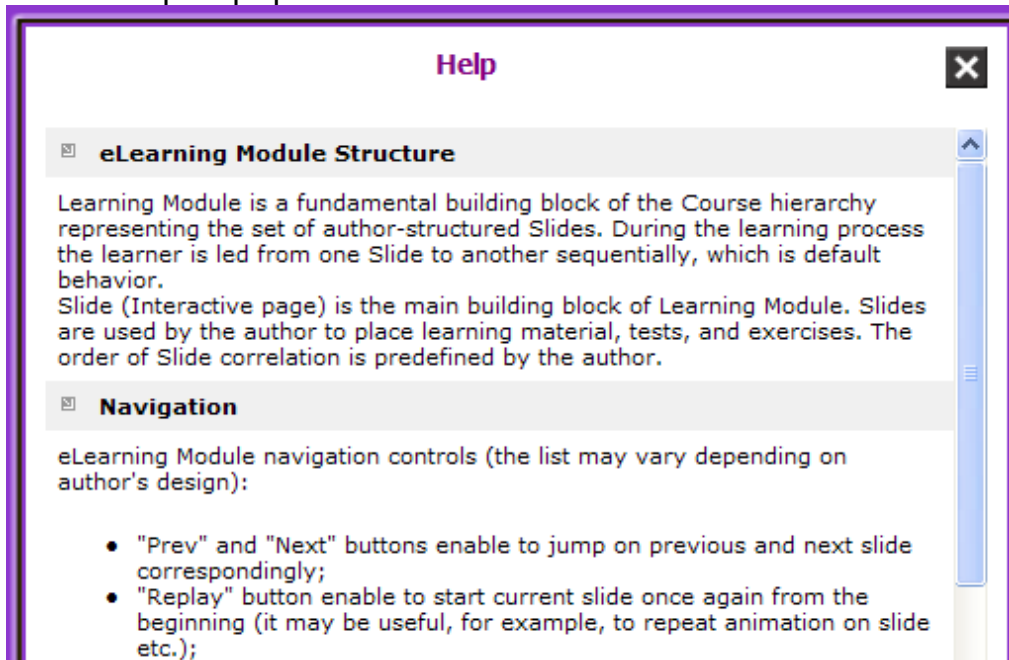 Help
eLearning Module Structure
Learning Module is a fundamental building block of the Course hierarchy
representing the set of author-structured Slides. During the learning process
the learner is led from one Slide to another sequentially, which is default
behavior.
Slide (Interactive page) is the main building block of Learning Module. Slides
are used by the author to place learning material, tests, and exercises. The
order of Slide correlation is predefined by the author.
Navigation
eLearning Module navigation controls (the list may vary depending on
author's design):
● "Prev" and "Next" buttons enable to jump on previous and next slide
correspondingly;
● "Replay" button enable to start current slide once again from the
beginning (it may be useful, for example, to repeat animation on slide
etc.);